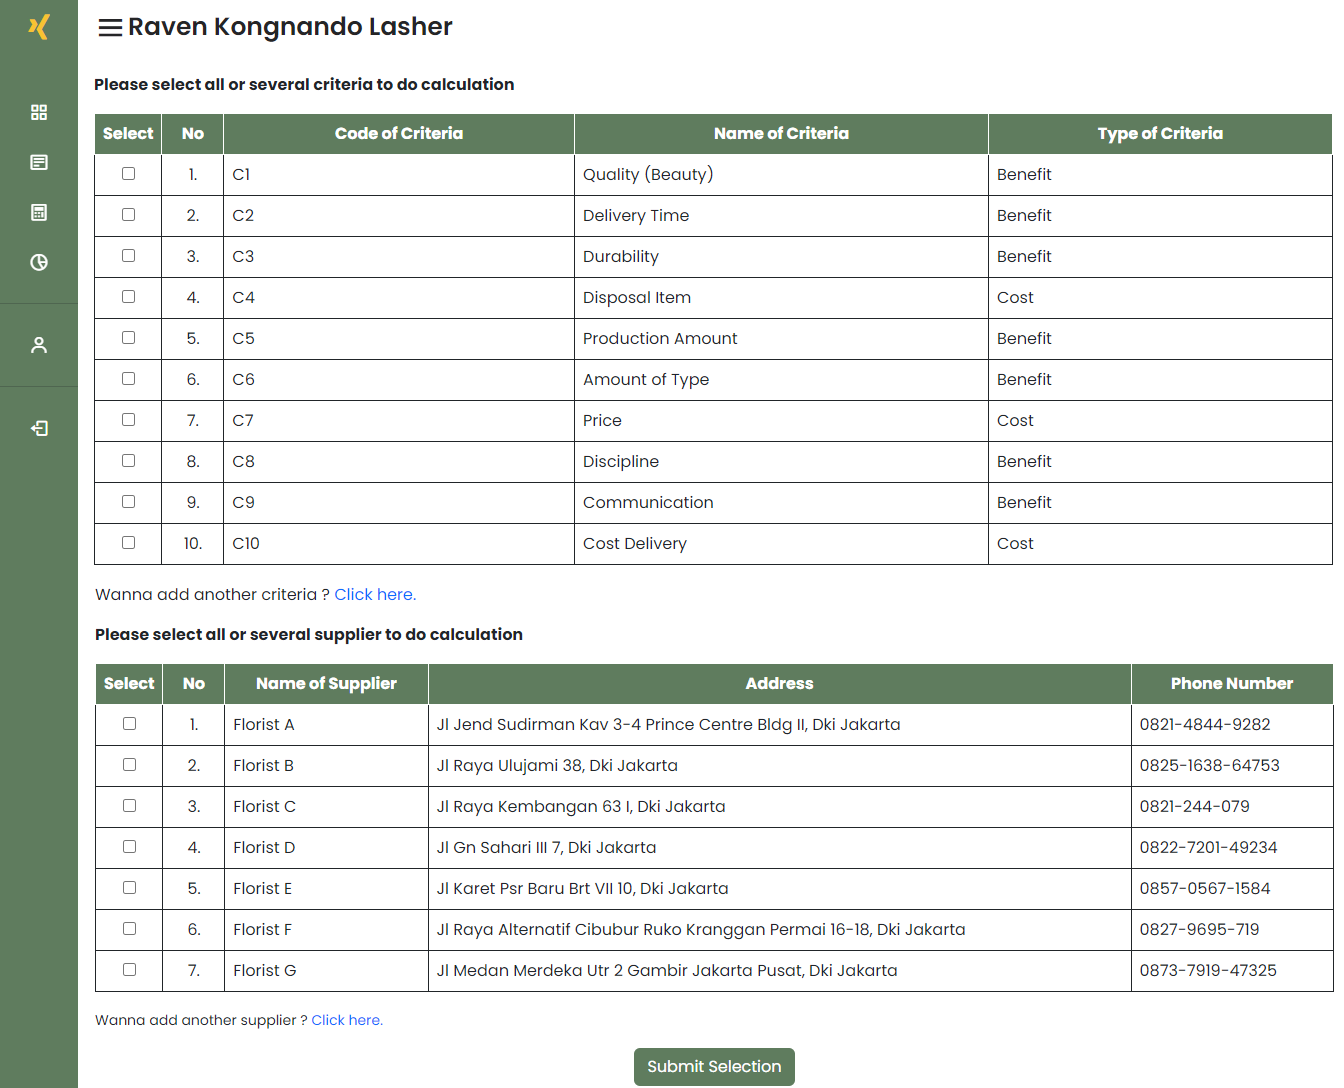 Raven Kongnando Lasher
Please select all or several criteria to do calculation
Select No Code of Criteria Name of Criteria Type of Criteria
1. C1 Quality (Beauty) Benefit
2. C2 Delivery Time Benefit
3. C3 Durability Benefit
4. C4 Disposal Item Cost
5. C5 Production Amount Benefit
6. C6 Amount of Type Benefit
7. C7 Price Cost
8. C8 Discipline Benefit
9. C9 Communication Benefit
10. C10 Cost Delivery Cost
Wanna add another criteria ? Click here.
Please select all or several supplier to do calculation
Select No Name of Supplier Address Phone Number
1. Florist A Jl Jend Sudirman Kav 3-4 Prince Centre Bldg II, Dki Jakarta 0821-4844-9282
2. Florist B Jl Raya Ulujami 38, Dki Jakarta 0825-1638-64753
3. Florist C Jl Raya Kembangan 63 I, Dki Jakarta 0821-244-079
4. Florist D Jl Gn Sahari III 7, Dki Jakarta 0822-7201-49234
5. Florist E Jl Karet Psr Baru Brt VII 10, Dki Jakarta 0857-0567-1584
6. Florist F Jl Raya Alternatif Cibubur Ruko Kranggan Permai 16-18, Dki Jakarta 0827-9695-719
7. Florist G Jl Medan Merdeka Utr 2 Gambir Jakarta Pusat, Dki Jakarta 0873-7919-47325
Wanna add another supplier ? Click here.
Submit Selection